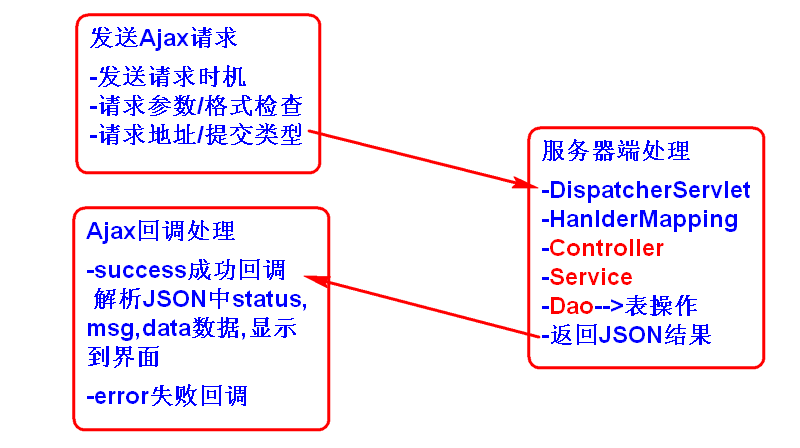 发送Ajax请求
-发送请求时机
-请求参数/格式检查
-请求地址/提交类型
服务器端处理
-DispatcherServlet
-HanlderMapping
-Controller
-Service
-Dao-->表操作
-返回JSON结果
Ajax回调处理
-success成功回调
解析JSON中status,
msg,data数据,显示
到界面
-error失败回调